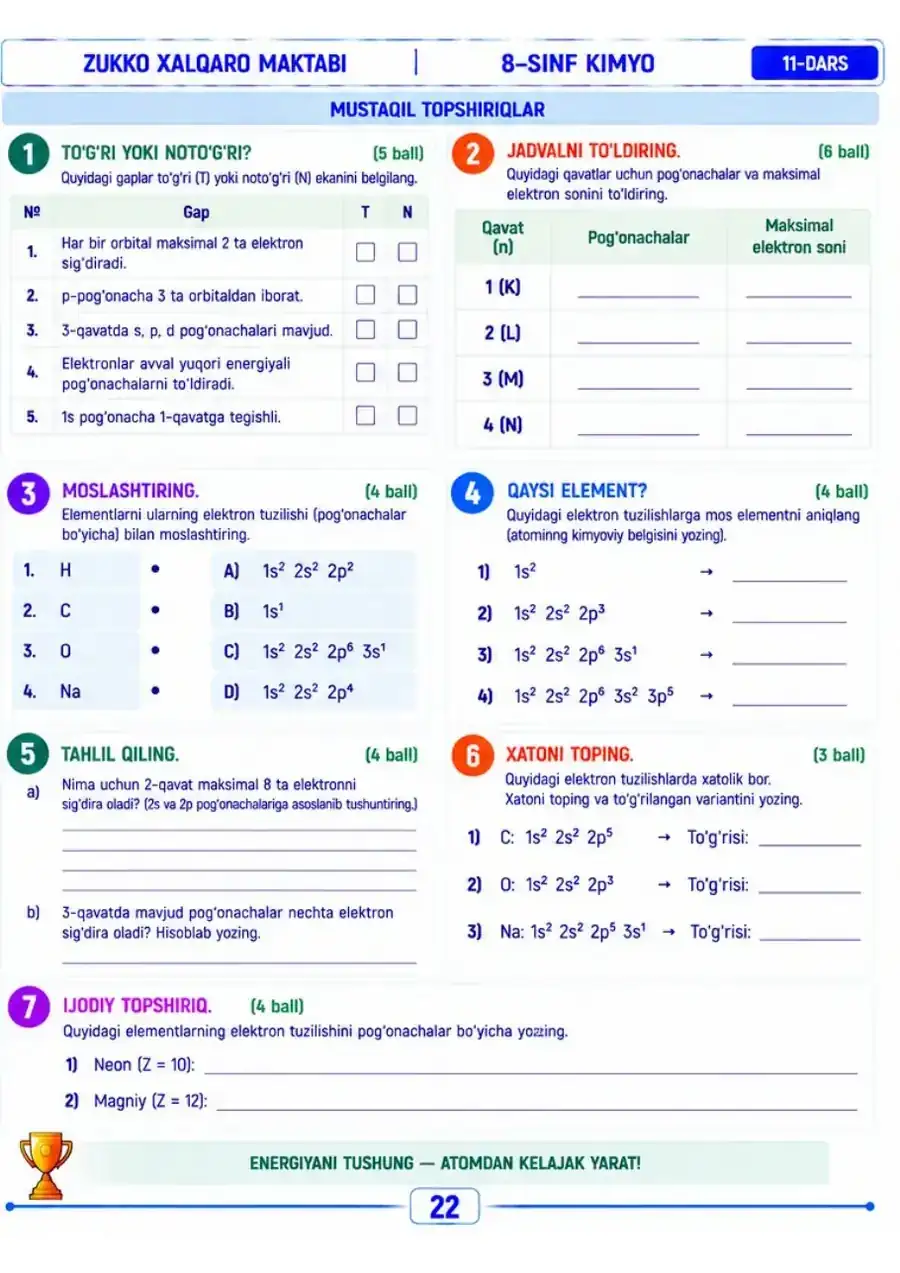 ZUKKO XALQARO MAKTABI | 8–SINF KIMYO 11-DARS
MUSTAQIL TOPSHIRIQLAR
1 TO'G'RI YOKI NOTO'G'RI? (5 ball)
Quyidagi gaplar to'g'ri (T) yoki noto'g'ri (N) ekanini belgilang.
№ Gap T N
1. Har bir orbital maksimal 2 ta elektron
sig'diradi.
2. p-pog'onacha 3 ta orbitaldan iborat.
3. 3-qavatda s, p, d pog'onachalari mavjud.
4. Elektronlar avval yuqori energiyali
pog'onachalarni to'ldiradi.
5. 1s pog'onacha 1-qavatga tegishli.
2 JADVALNI TO'LDIRING. (6 ball)
Quyidagi qavatlar uchun pog'onachalar va maksimal
elektron sonini to'ldiring.
Qavat
(n)
Pog'onachalar
Maksimal
elektron soni
1 (K)
2 (L)
3 (M)
4 (N)
3 MOSLASHTIRING. (4 ball)
Elementlarni ularning elektron tuzilishi (pog'onachalar
bo'yicha) bilan moslashtiring.
1. H • A) 1s² 2s² 2p²
2. C • B) 1s¹
3. O • C) 1s² 2s² 2p⁶ 3s¹
4. Na • D) 1s² 2s² 2p⁴
4 QAYSI ELEMENT? (4 ball)
Quyidagi elektron tuzilishlarga mos elementni aniqlang
(atominng kimyoviy belgisini yozing).
1) 1s² →
2) 1s² 2s² 2p³ →
3) 1s² 2s² 2p⁶ 3s¹ →
4) 1s² 2s² 2p⁶ 3s² 3p⁵ →
5 TAHLIL QILING. (4 ball)
a) Nima uchun 2-qavat maksimal 8 ta elektronni
sig'dira oladi? (2s va 2p pog'onachalariga asoslanib tushuntiring.)
b) 3-qavatda mavjud pog'onachalar nechta elektron
sig'dira oladi? Hisoblab yozing.
6 XATONI TOPING. (3 ball)
Quyidagi elektron tuzilishlarda xatolik bor.
Xatoni toping va to'g'rilangan variantini yozing.
1) C: 1s² 2s² 2p⁵ → To'g'risi:
2) O: 1s² 2s² 2p³ → To'g'risi:
3) Na: 1s² 2s² 2p⁵ 3s¹ → To'g'risi:
7 IJODIY TOPSHIRIQ. (4 ball)
Quyidagi elementlarning elektron tuzilishini pog'onachalar bo'yicha yozing.
1) Neon (Z = 10):
2) Magniy (Z = 12):
ENERGIYANI TUSHUNG — ATOMDAN KELAJAK YARAT!
22